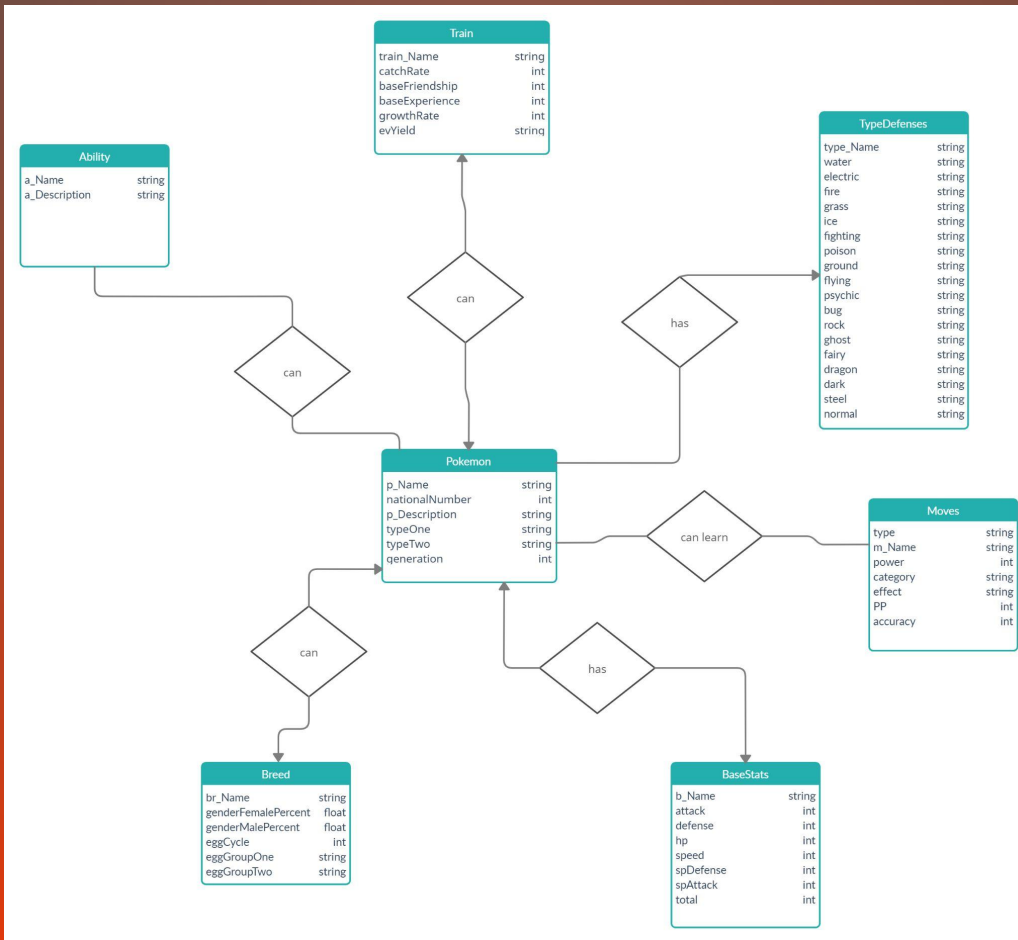 Train
train_Name string
catchRate int
baseFriendship int
baseExperience int
growthRate int
evYield string
TypeDefenses
type_Name string
water string
electric string
fire string
grass string
ice string
fighting string
poison string
ground string
flying string
psychic string
bug string
rock string
ghost string
fairy string
dragon string
dark string
steel string
normal string
Ability
a_Name string
a_Description string
can
has
can
Pokemon
p_Name string
nationalNumber int
p_Description string
typeOne string
typeTwo string
generation int
Moves
type string
m_Name string
power int
category string
effect string
PP int
accuracy int
can learn
can
has
Breed
br_Name string
genderFemalePercent float
genderMalePercent float
eggCycle int
eggGroupOne string
eggGroupTwo string
BaseStats
b_Name string
attack int
defense int
hp int
speed int
spDefense int
spAttack int
total int